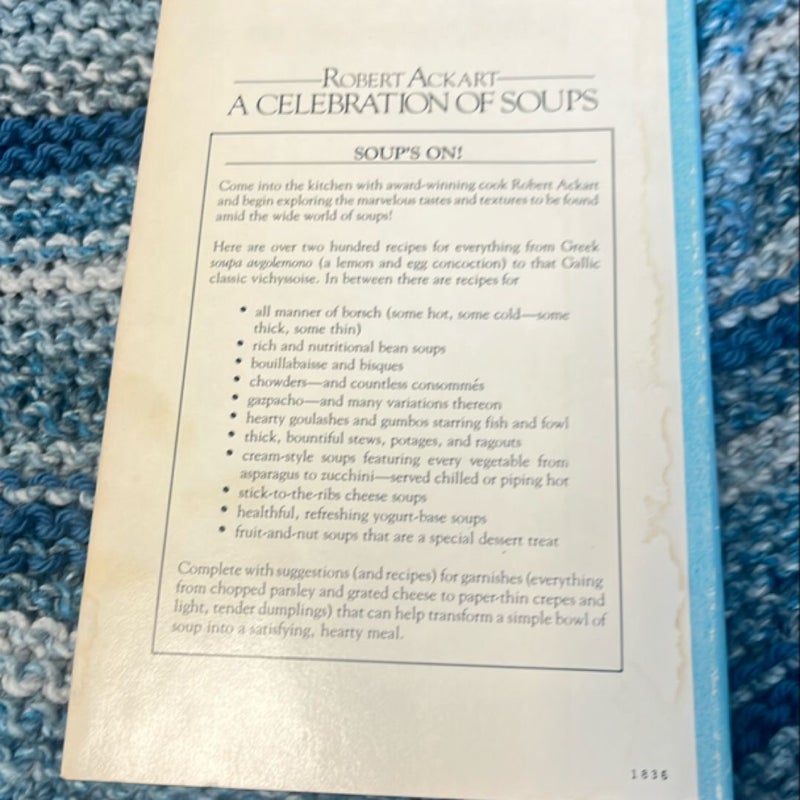 ROBERT ACKART
A CELEBRATION OF SOUPS
SOUP'S ON!
Come into the kitchen with award-winning cook Robert Ackart
and begin exploring the marvelous tastes and textures to be found
amid the wide world of soups!
Here are over two hundred recipes for everything from Greek
soupa avgolemono (a lemon and egg concoction) to that Gallic
classic vichyssoise. In between there are recipes for
• all manner of borsch (some hot, some cold—some
thick, some thin)
• rich and nutritional bean soups
• bouillabaisse and bisques
• chowders—and countless consommés
• gazpacho—and many variations thereon
• hearty goulashes and gumbos starring fish and fowl
• thick, bountiful stews, potages, and ragouts
• cream-style soups featuring every vegetable from
asparagus to zucchini—served chilled or piping hot
• stick-to-the-ribs cheese soups
• healthful, refreshing yogurt-base soups
• fruit-and-nut soups that are a special dessert treat
Complete with suggestions (and recipes) for garnishes (everything
from chopped parsley and grated cheese to paper-thin crepes and
light, tender dumplings) that can help transform a simple bowl of
soup into a satisfying, hearty meal.
1836